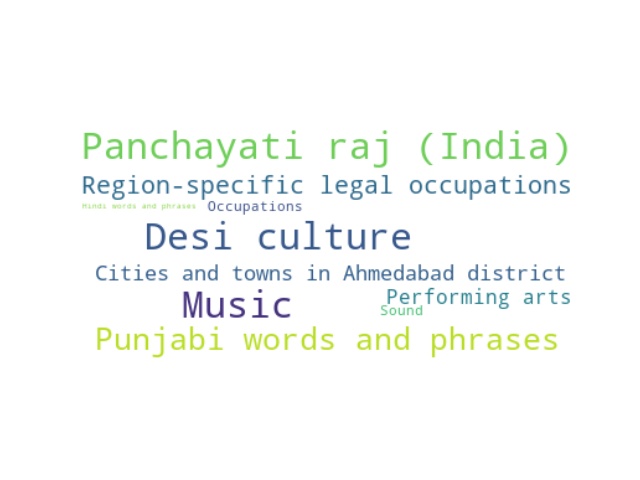 Panchayati raj (India)
Region-specific legal occupations
Hindi words and phrases Occupations
Desi culture
Cities and towns in Ahmedabad district
Music Performing arts
Sound
Punjabi words and phrases